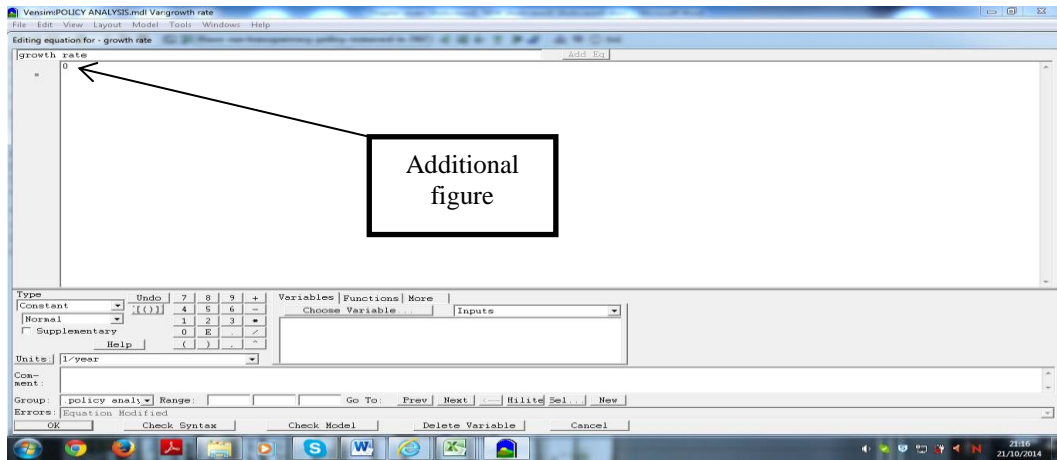 Vensim:POLICY ANALYSIS.mdl Var:growth rate
File Edit View Layout Model Tools Windows Help
Editing equation for - growth rate
growth rate
Add Eq
=
0
Additional
figure
Type
Undo 7 8 9 + Variables Functions More
Constant {[()]} 4 5 6 - Choose Variable... Inputs
Normal 1 2 3 *
Supplementary 0 E . /
Help ( ) , ^
Units: 1/year
Com-
ment:
Group: .policy analy Range: Go To: Prev Next <-- Hilite Sel... New
Errors: Equation Modified
OK Check Syntax Check Model Delete Variable Cancel
21:16
21/10/2014